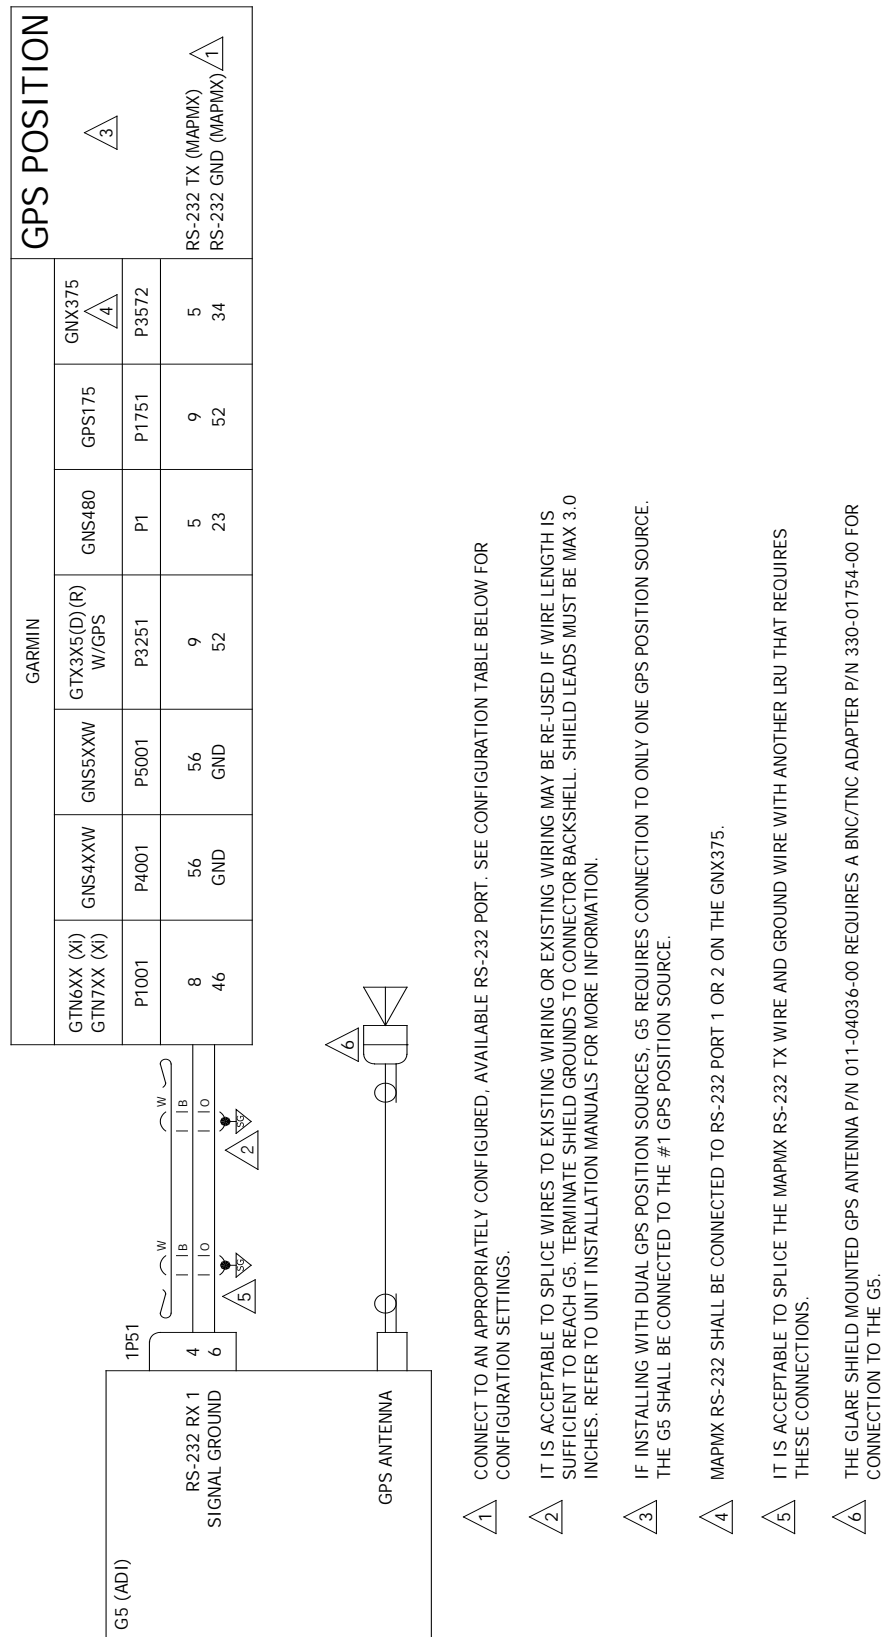 G5 (ADI)
1P51
RS-232 RX 1
4
SIGNAL GROUND
6
GPS ANTENNA
W
B
O
SG
5
W
B
O
SG
2
6
GARMIN
GPS POSITION
GTN6XX (Xi)
GTN7XX (Xi)
GNS4XXW
GNS5XXW
GTX3X5(D)(R)
W/GPS
GNS480
GPS175
GNX375
4
3
P1001
P4001
P5001
P3251
P1
P1751
P3572
8
56
56
9
5
9
5
RS-232 TX (MAPMX)
46
GND
GND
52
23
52
34
RS-232 GND (MAPMX)
1
1
CONNECT TO AN APPROPRIATELY CONFIGURED, AVAILABLE RS-232 PORT. SEE CONFIGURATION TABLE BELOW FOR
CONFIGURATION SETTINGS.
2
IT IS ACCEPTABLE TO SPLICE WIRES TO EXISTING WIRING OR EXISTING WIRING MAY BE RE-USED IF WIRE LENGTH IS
SUFFICIENT TO REACH G5. TERMINATE SHIELD GROUNDS TO CONNECTOR BACKSHELL. SHIELD LEADS MUST BE MAX 3.0
INCHES. REFER TO UNIT INSTALLATION MANUALS FOR MORE INFORMATION.
3
IF INSTALLING WITH DUAL GPS POSITION SOURCES, G5 REQUIRES CONNECTION TO ONLY ONE GPS POSITION SOURCE.
THE G5 SHALL BE CONNECTED TO THE #1 GPS POSITION SOURCE.
4
MAPMX RS-232 SHALL BE CONNECTED TO RS-232 PORT 1 OR 2 ON THE GNX375.
5
IT IS ACCEPTABLE TO SPLICE THE MAPMX RS-232 TX WIRE AND GROUND WIRE WITH ANOTHER LRU THAT REQUIRES
THESE CONNECTIONS.
6
THE GLARE SHIELD MOUNTED GPS ANTENNA P/N 011-04036-00 REQUIRES A BNC/TNC ADAPTER P/N 330-01754-00 FOR
CONNECTION TO THE G5.